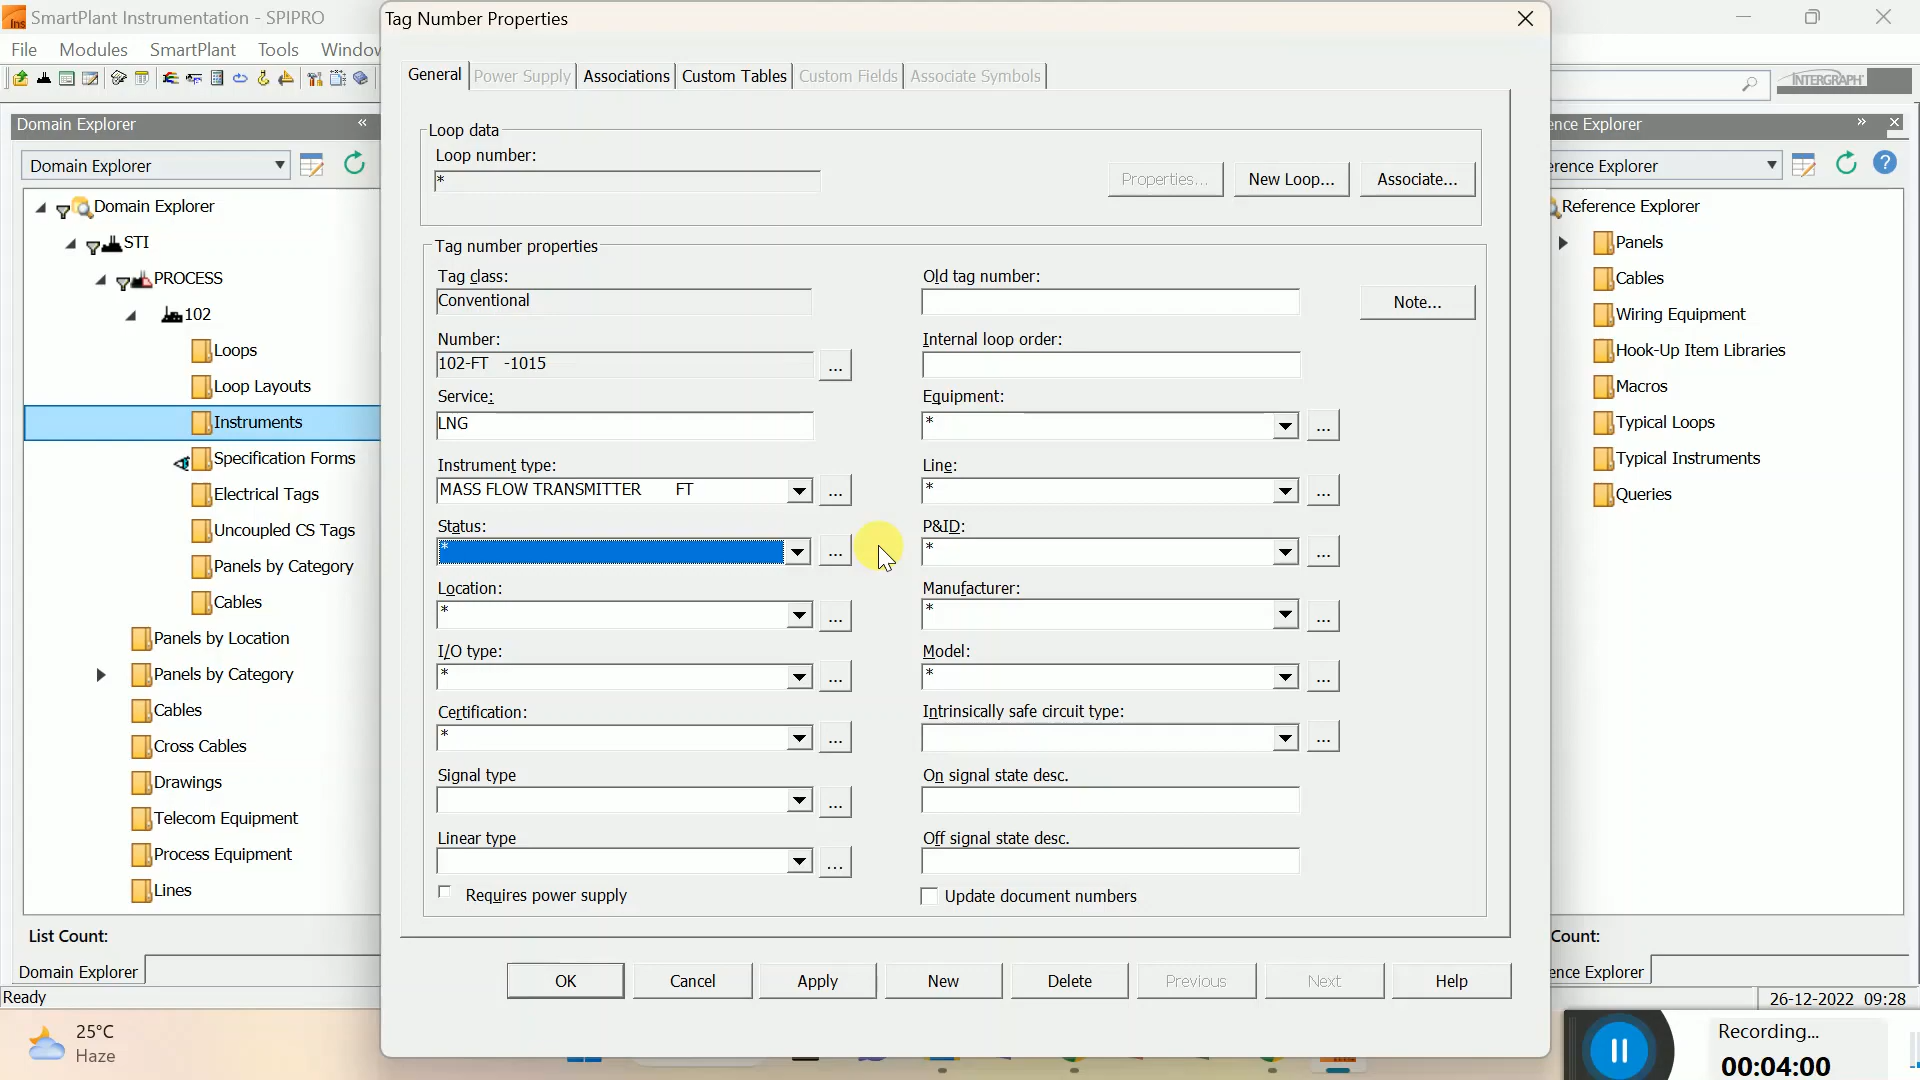 SmartPlant Instrumentation - SPIPRO
Tag Number Properties
File Modules SmartPlant Tools Window
General Power Supply Associations Custom Tables Custom Fields Associate Symbols
INTERGRAPH
Domain Explorer
Domain Explorer
Domain Explorer
STI
PROCESS
102
Loops
Loop Layouts
Instruments
Specification Forms
Electrical Tags
Uncoupled CS Tags
Panels by Category
Cables
Panels by Location
Panels by Category
Cables
Cross Cables
Drawings
Telecom Equipment
Process Equipment
Lines
List Count:
Domain Explorer
Ready
Loop data
Loop number:
*
Properties...
New Loop...
Associate...
Tag number properties
Tag class:
Conventional
Old tag number:
Note...
Number:
102-FT -1015
...
Internal loop order:
Service:
LNG
Equipment:
*
...
Instrument type:
MASS FLOW TRANSMITTER FT
...
Line:
*
...
Status:
*
...
P&ID:
*
...
Location:
*
...
Manufacturer:
*
...
I/O type:
*
...
Model:
*
...
Certification:
*
...
Intrinsically safe circuit type:
...
Signal type
...
On signal state desc.
Linear type
...
Off signal state desc.
Requires power supply
Update document numbers
OK Cancel Apply New Delete Previous Next Help
ence Explorer
erence Explorer
Reference Explorer
Panels
Cables
Wiring Equipment
Hook-Up Item Libraries
Macros
Typical Loops
Typical Instruments
Queries
Count:
ence Explorer
26-12-2022 09:28
25°C
Haze
Recording...
00:04:00